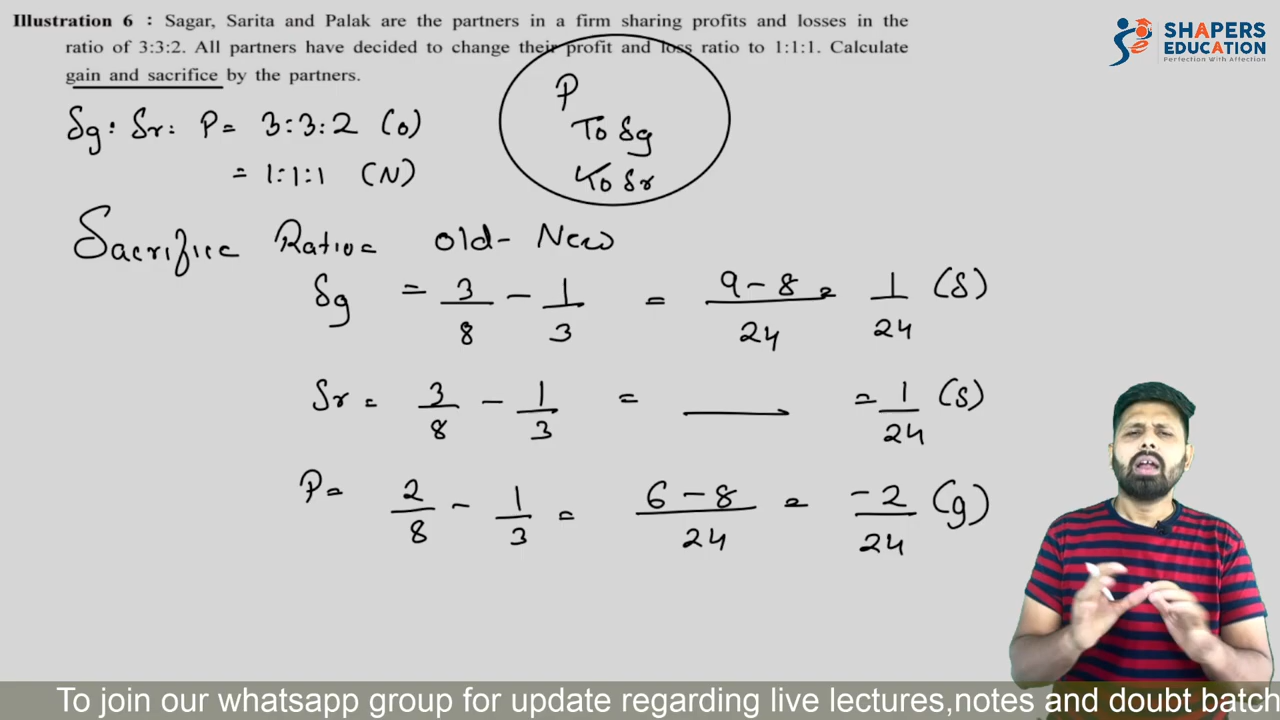 Illustration 6 : Sagar, Sarita and Palak are the partners in a firm sharing profits and losses in the
ratio of 3:3:2. All partners have decided to change their profit and loss ratio to 1:1:1. Calculate
gain and sacrifice by the partners.
SHAPERS
EDUCATION
Perfection With Affection
P
To Sg
To Sr
Sg: Sr: P= 3:3:2 (O)
= 1:1:1 (N)
Sacrifice Ratio= Old- New
Sg = 3/8 - 1/3 = 9-8/24 = 1/24 (S)
Sr = 3/8 - 1/3 = ___ = 1/24 (S)
P= 2/8 - 1/3 = 6-8/24 = -2/24 (g)
To join our whatsapp group for update regarding live lectures,notes and doubt batch